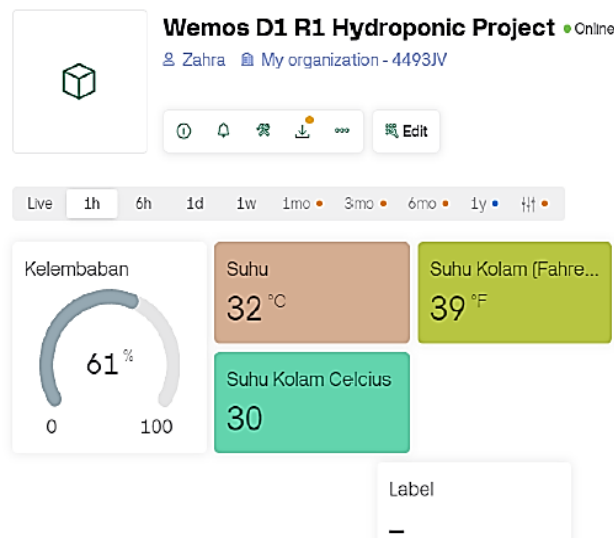 Wemos D1 R1 Hydroponic Project Online
Zahra My organization - 4493JV
Edit
Live 1h 6h 1d 1w 1mo 3mo 6mo 1y
Kelembaban
61 %
0 100
Suhu
32 °C
Suhu Kolam (Fahre...
39 °F
Suhu Kolam Celcius
30
Label
–